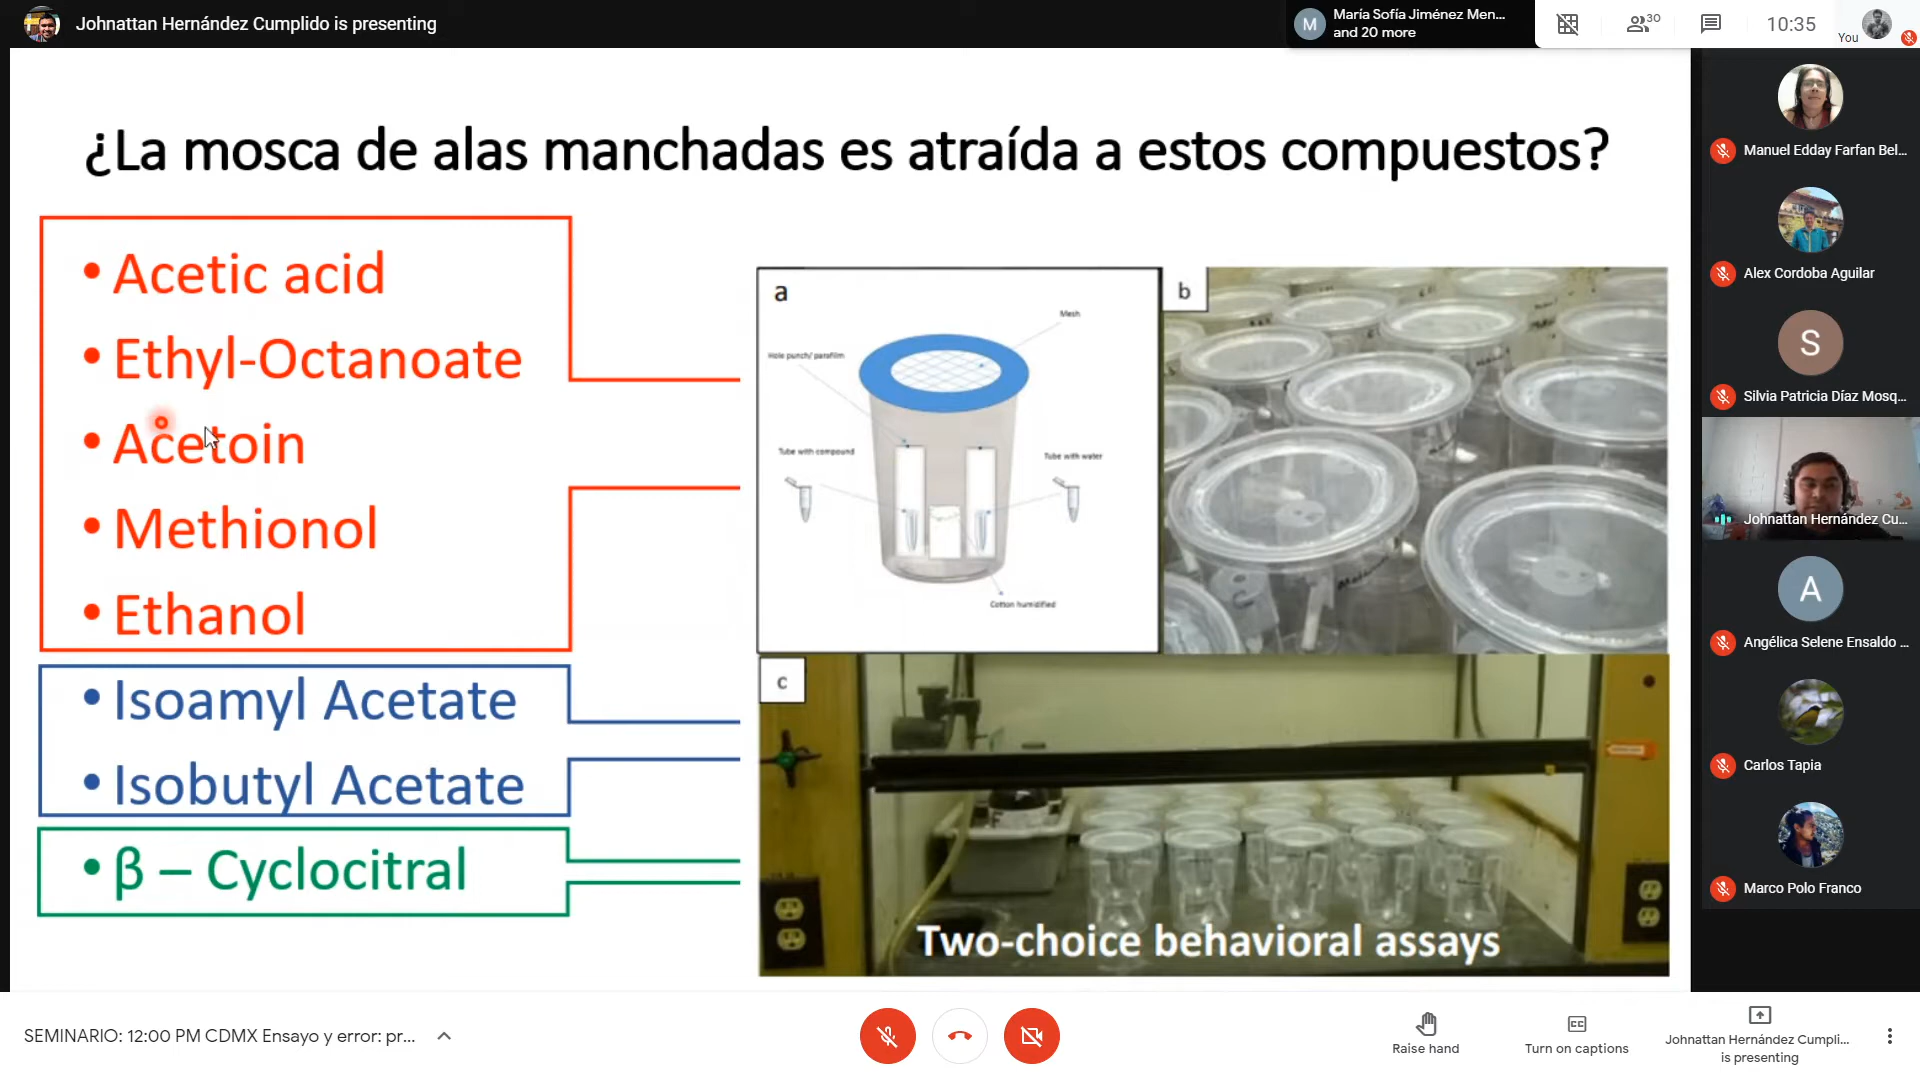 Johnattan Hernández Cumplido is presenting
María Sofía Jiménez Men...
and 20 more
30
10:35
You
¿La mosca de alas manchadas es atraída a estos compuestos?
• Acetic acid
• Ethyl-Octanoate
• Acetoin
• Methionol
• Ethanol
• Isoamyl Acetate
• Isobutyl Acetate
• β – Cyclocitral
a
Mesh
Hole punch/ parafilm
Tube with compound
Tube with water
Cotton humidified
b
c
Two-choice behavioral assays
Manuel Edday Farfan Bel...
Alex Cordoba Aguilar
S
Silvia Patricia Díaz Mosq...
Johnattan Hernández Cu...
A
Angélica Selene Ensaldo ...
Carlos Tapia
Marco Polo Franco
M
SEMINARIO: 12:00 PM CDMX Ensayo y error: pr...
Raise hand
Turn on captions
Johnattan Hernández Cumpli...
is presenting